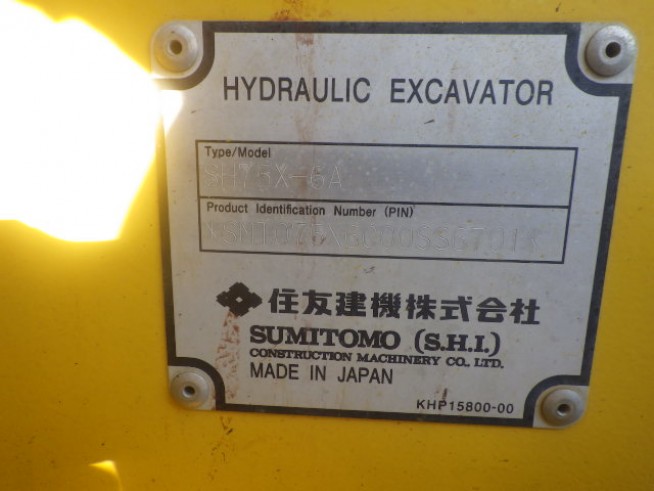 HYDRAULIC EXCAVATOR
Type/Model
SH75X-6A
Product Identification Number (PIN)
住友建機株式会社
SUMITOMO (S.H.I.)
CONSTRUCTION MACHINERY CO., LTD.
MADE IN JAPAN
KHP15800-00